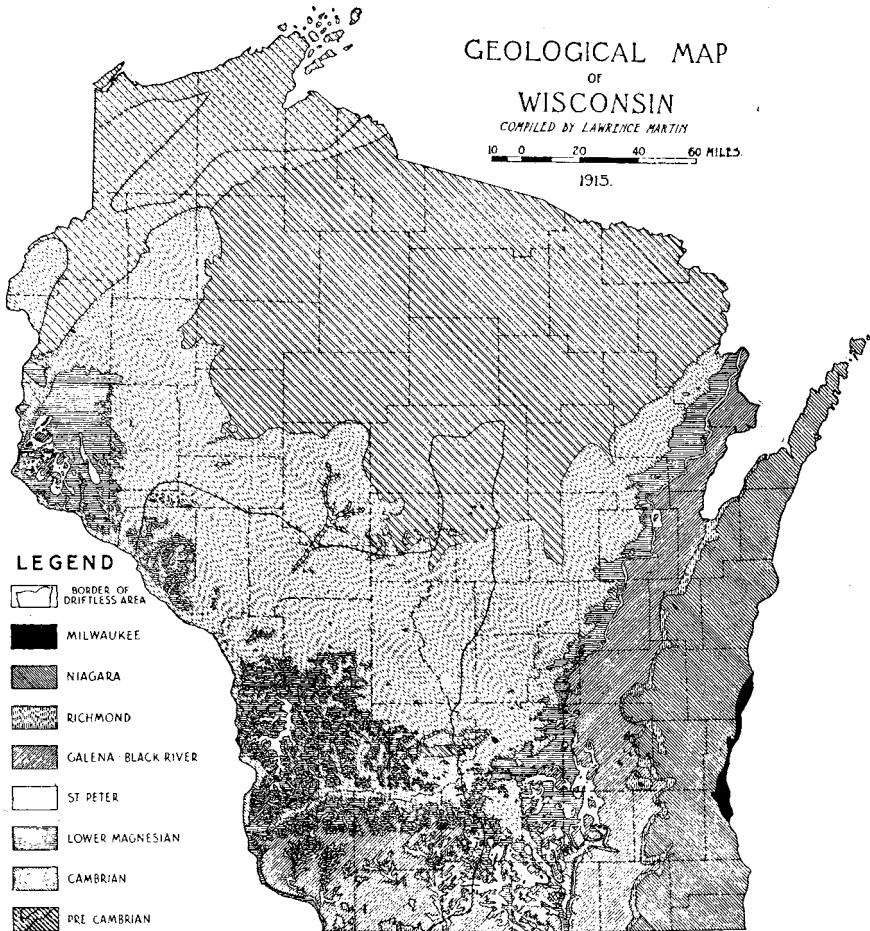 GEOLOGICAL MAP
OF
WISCONSIN
COMPILED BY LAWRENCE MARTIN
10 0 20 40 60 MILES.
1915.
LEGEND
BORDER OF
DRIFTLESS AREA
MILWAUKEE
NIAGARA
RICHMOND
GALENA - BLACK RIVER
ST PETER
LOWER MAGNESIAN
CAMBRIAN
PRE CAMBRIAN